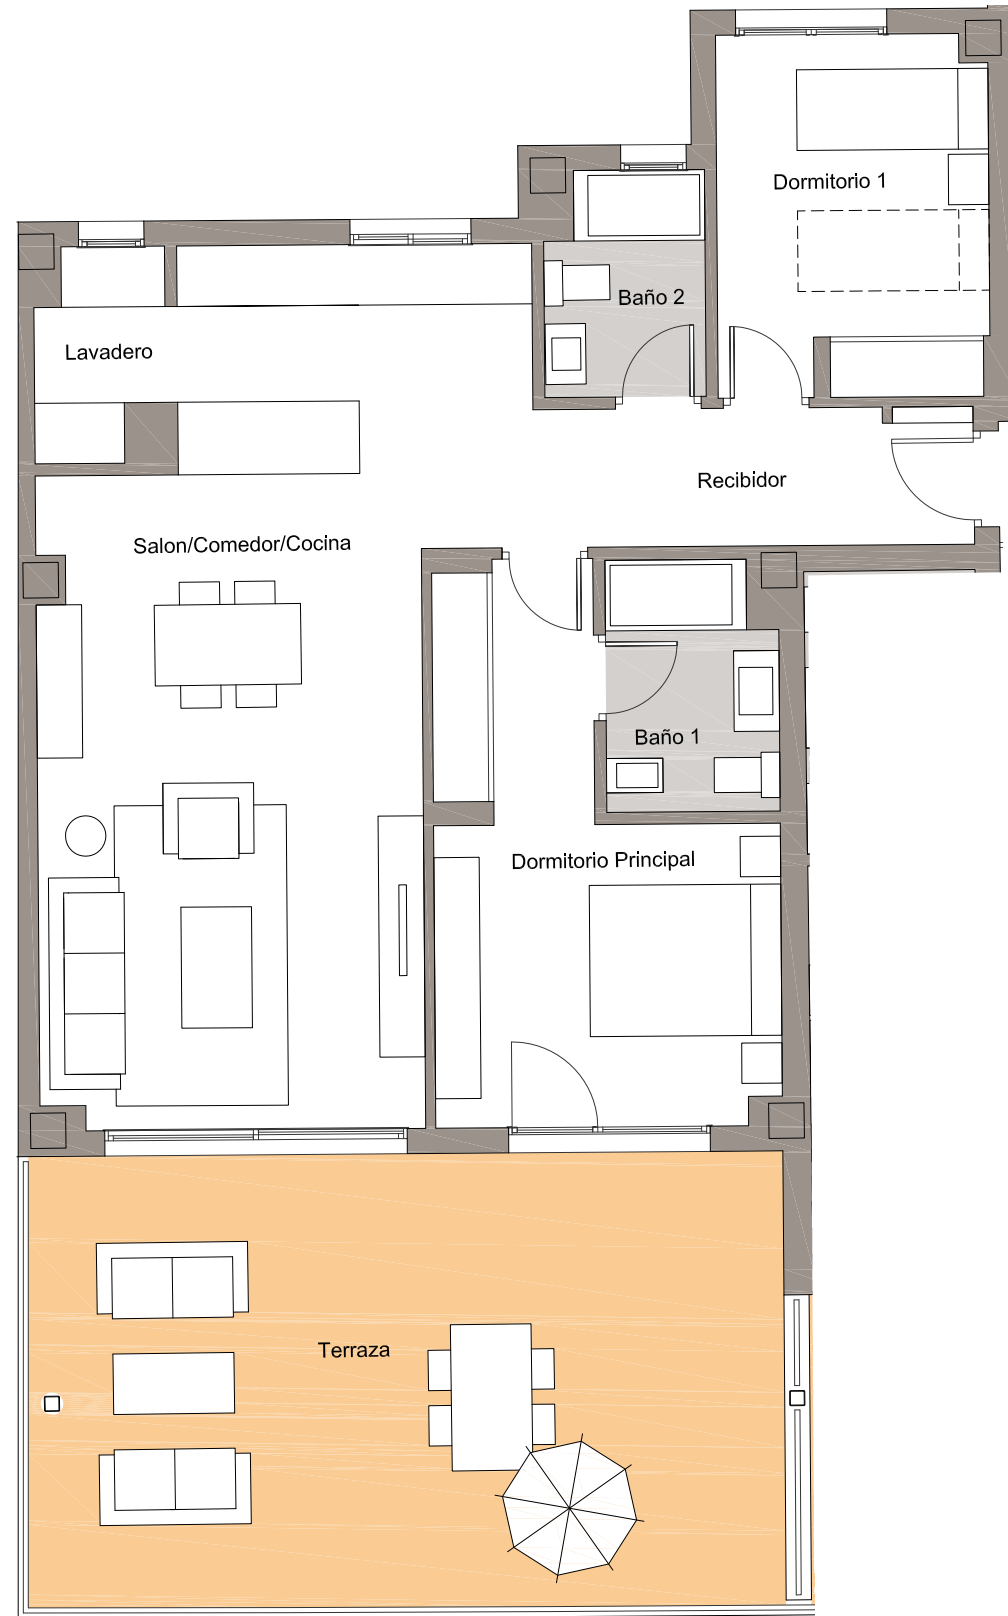 Dormitorio 1
Baño 2
Lavadero
Recibidor
Salon/Comedor/Cocina
Baño 1
Dormitorio Principal
Terraza